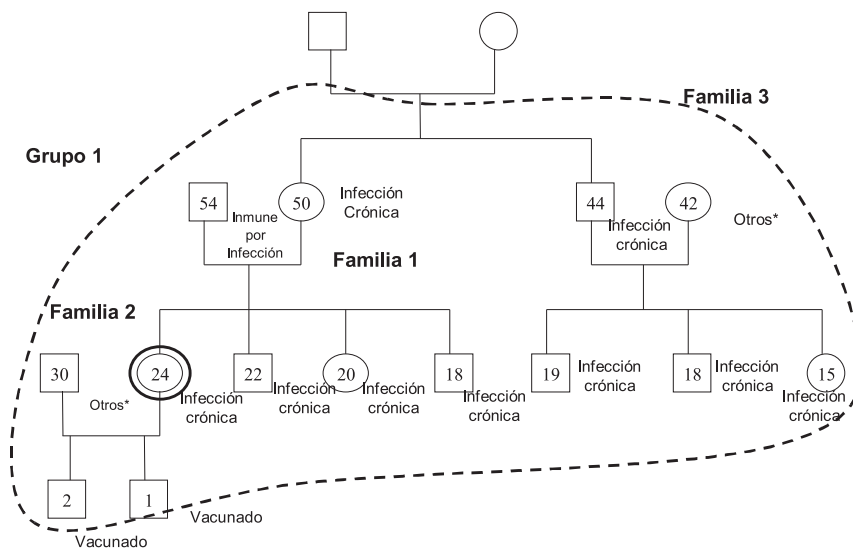 Familia 3
Grupo 1
54
Inmune
por
Infección
50
Infección
Crónica
44
Infección
crónica
42
Otros*
Familia 1
Familia 2
30
Otros*
24
Infección
crónica
22
Infección
crónica
20
Infección
crónica
18
Infección
crónica
19
Infección
crónica
18
Infección
crónica
15
Infección
crónica
2
Vacunado
1
Vacunado